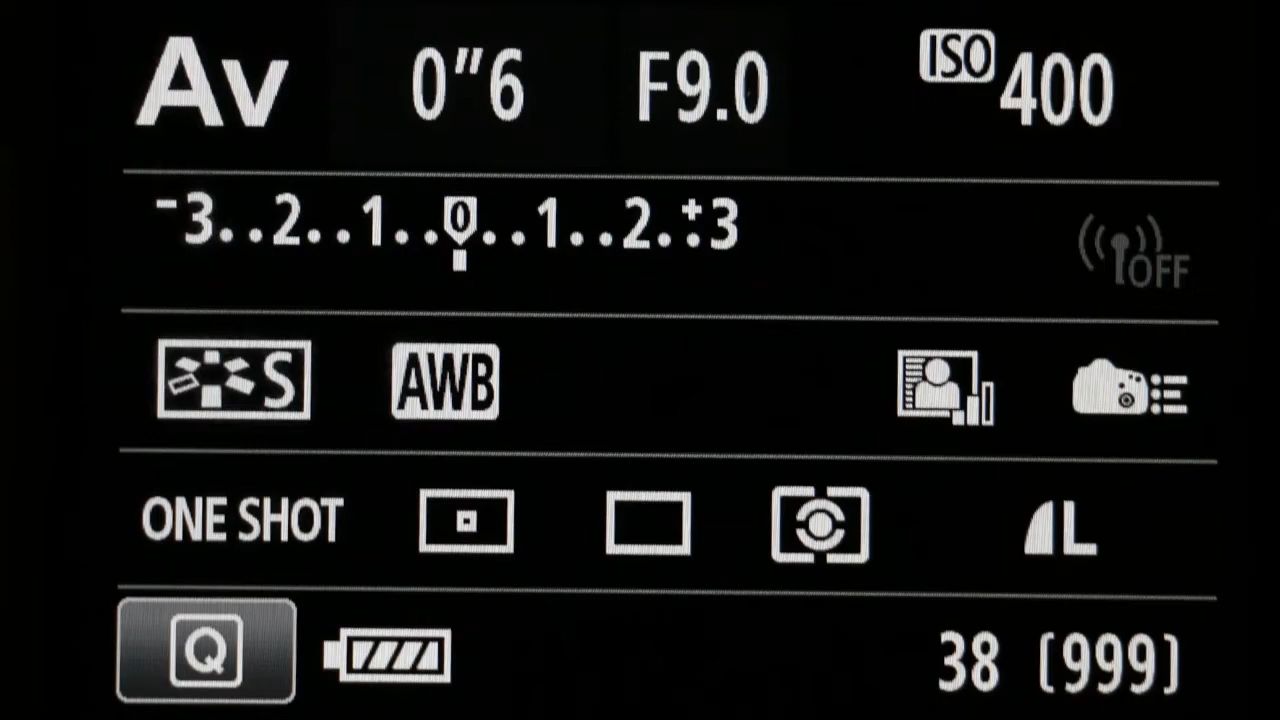 Av 0"6 F9.0 ISO 400
-3..2..1..0..1..2..+3
OFF
S AWB
ONE SHOT L
Q 38 [999]